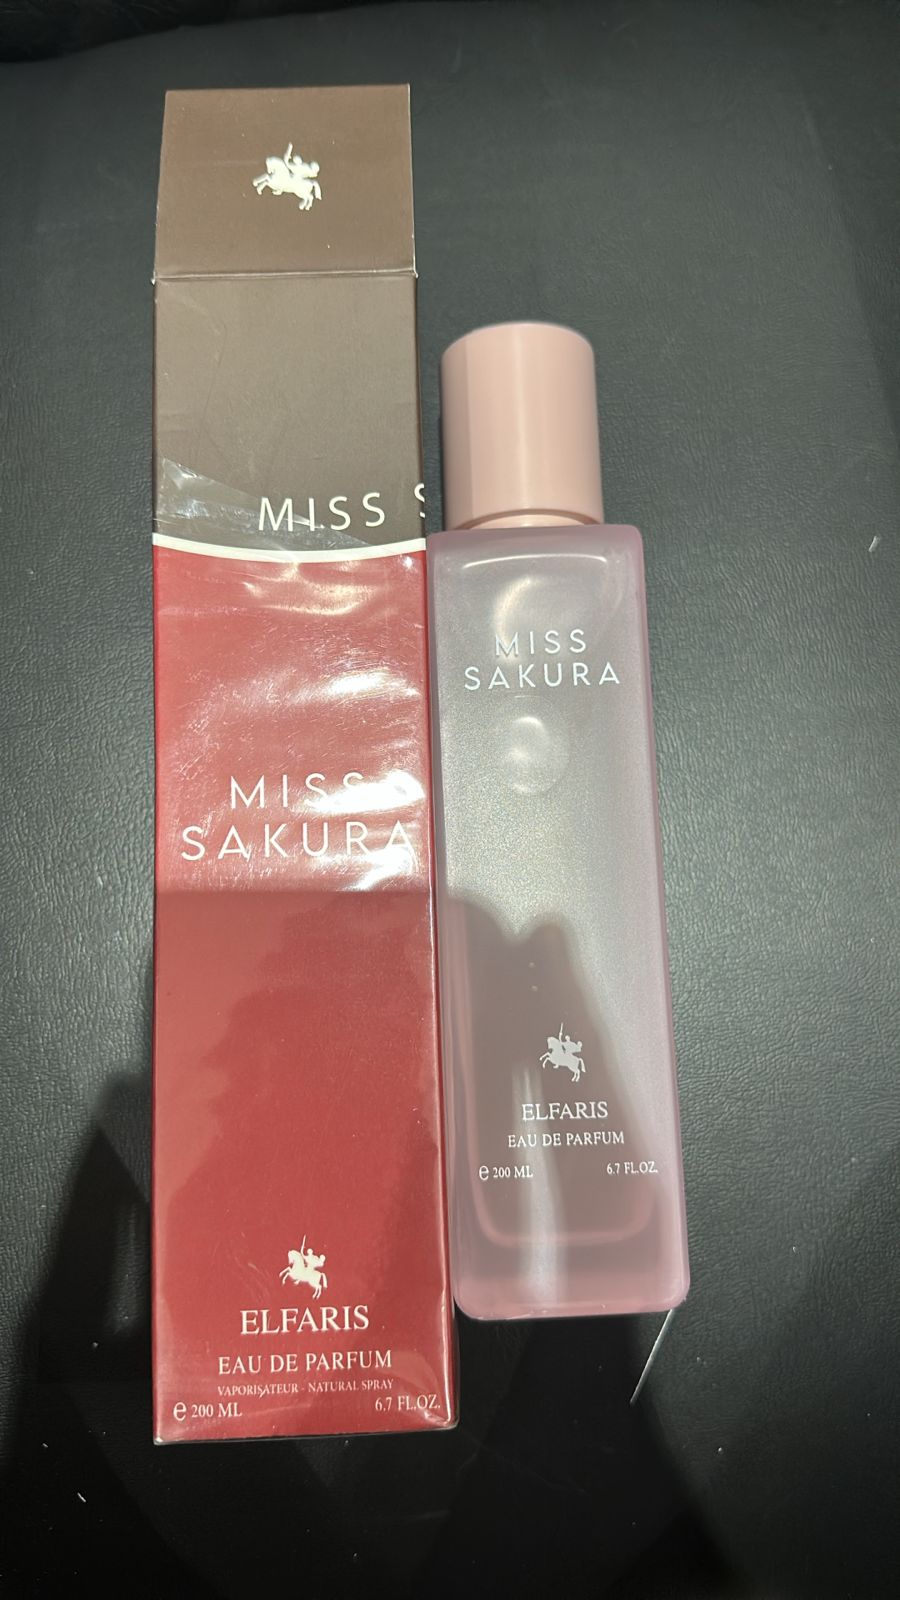 MISS S
MISS
SAKURA
ELFARIS
EAU DE PARFUM
VAPORISATEUR - NATURAL SPRAY
e 200 ML 6.7 FL.OZ.
MISS
SAKURA
ELFARIS
EAU DE PARFUM
e 200 ML 6.7 FL.OZ.